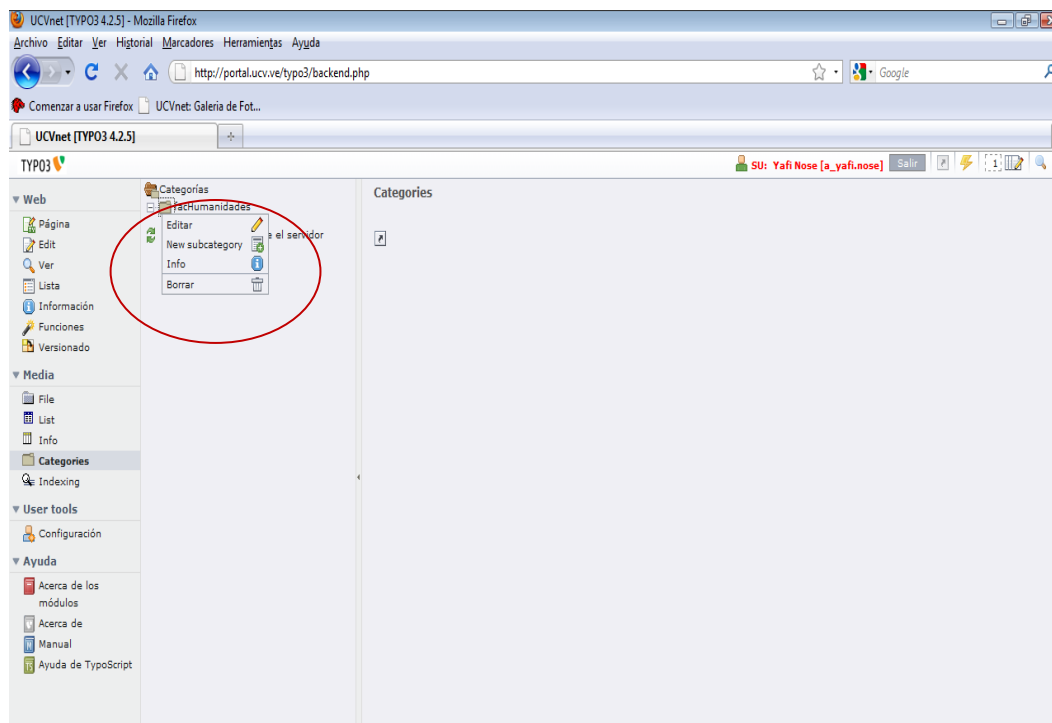 UCVnet [TYPO3 4.2.5] - Mozilla Firefox
Archivo Editar Ver Historial Marcadores Herramientas Ayuda
http://portal.ucv.ve/typo3/backend.php
Google
Comenzar a usar Firefox UCVnet: Galeria de Fot...
UCVnet [TYPO3 4.2.5]
TYPO3
SU: Yafi Nose [a_yafi.nose] Salir 1
Web
Página
Edit
Ver
Lista
Información
Funciones
Versionado
Media
File
List
Info
Categories
Indexing
User tools
Configuración
Ayuda
Acerca de los
módulos
Acerca de
Manual
Ayuda de TypoScript
Categorías
facHumanidades
Editar
New subcategory
Info
Borrar
el servidor
Categories